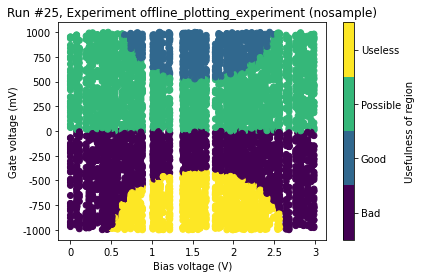 Run #25, Experiment offline_plotting_experiment (nosample)
1000
750
500
250
0
-250
-500
-750
-1000
Gate voltage (mV)
0
0.5
1
1.5
2
2.5
3
Bias voltage (V)
Useless
Possible
Good
Bad
Usefulness of region